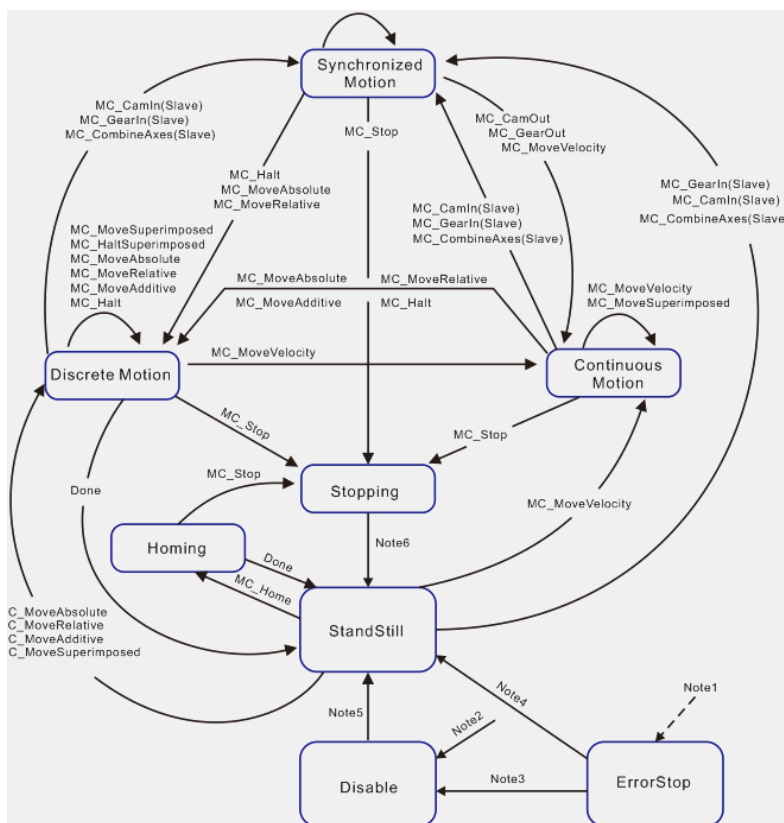 Synchronized
Motion
MC_CamIn(Slave)
MC_GearIn(Slave)
MC_CombineAxes(Slave)
MC_Stop
MC_CamOut
MC_GearOut
MC_MoveVelocity
MC_Halt
MC_MoveAbsolute
MC_MoveRelative
MC_GearIn(Slave)
MC_CamIn(Slave)
MC_CombineAxes(Slave
MC_CamIn(Slave)
MC_GearIn(Slave)
MC_CombineAxes(Slave)
MC_MoveSuperimposed
MC_HaltSuperimposed
MC_MoveAbsolute
MC_MoveRelative
MC_MoveAdditive
MC_Halt
MC_MoveAbsolute
MC_MoveRelative
MC_MoveAdditive
MC_Halt
MC_MoveVelocity
MC_MoveSuperimposed
Discrete Motion
MC_MoveVelocity
Continuous
Motion
MC_Stop
MC_Stop
MC_Stop
Stopping
Done
MC_MoveVelocity
Homing
Note6
Done
MC_Home
C_MoveAbsolute
C_MoveRelative
C_MoveAdditive
C_MoveSuperimposed
StandStill
Note5
Note2
Note4
Note1
Disable
Note3
ErrorStop